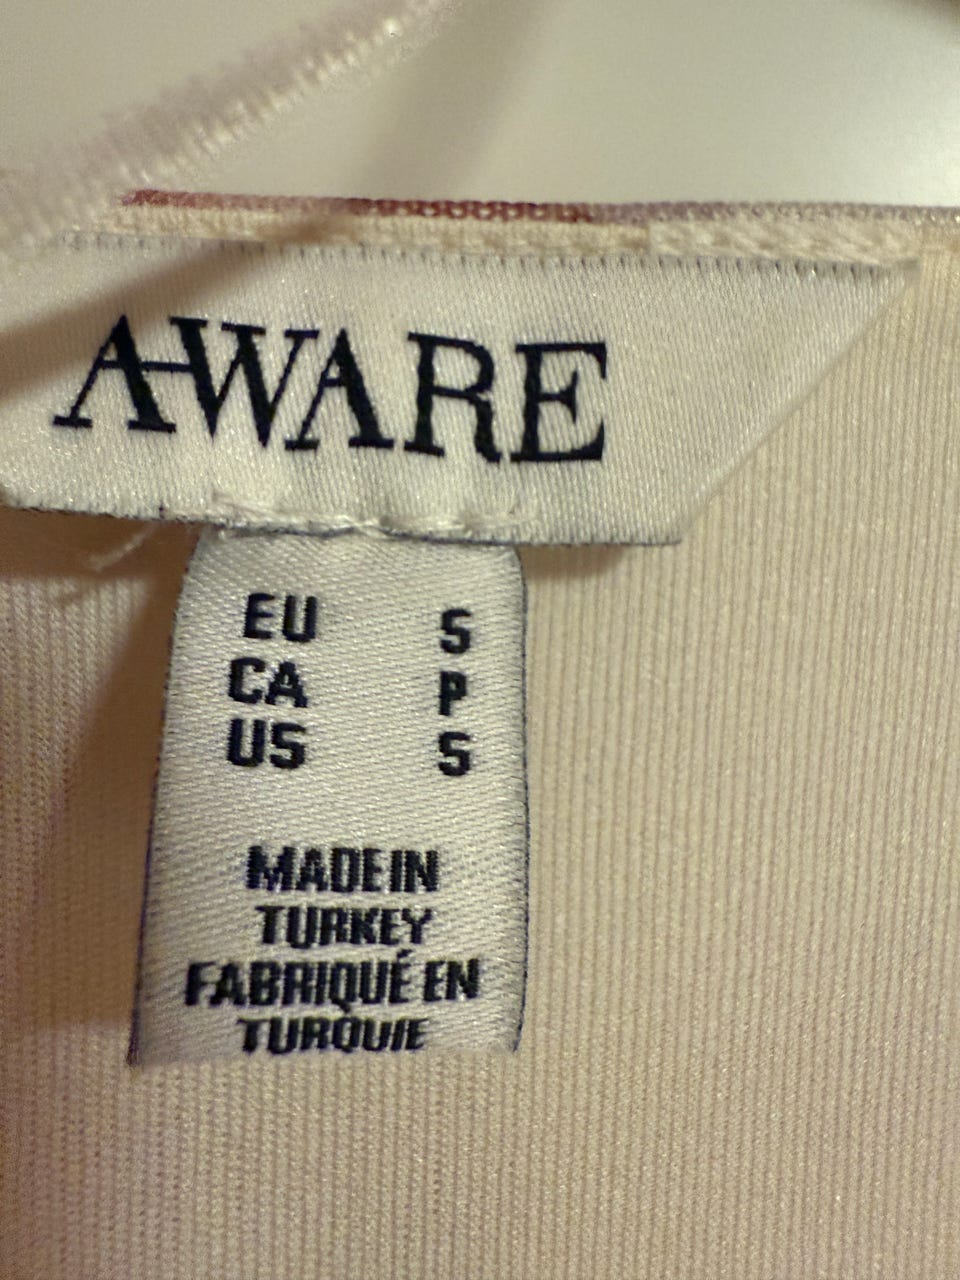 AWARE
EU S
CA P
US S
MADE IN
TURKEY
FABRIQUÉ EN
TURQUIE